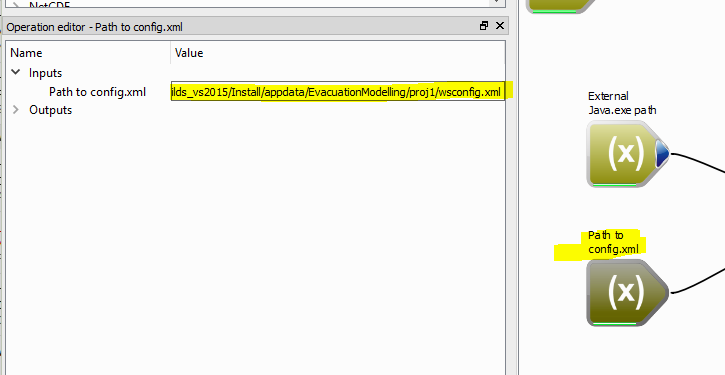 NetCDF
Operation editor - Path to config.xml
Name Value
Inputs
Path to config.xml ilds_vs2015/Install/appdata/EvacuationModelling/proj1/wsconfig.xml
Outputs
External
Java.exe path
(x)
Path to
config.xml
(x)